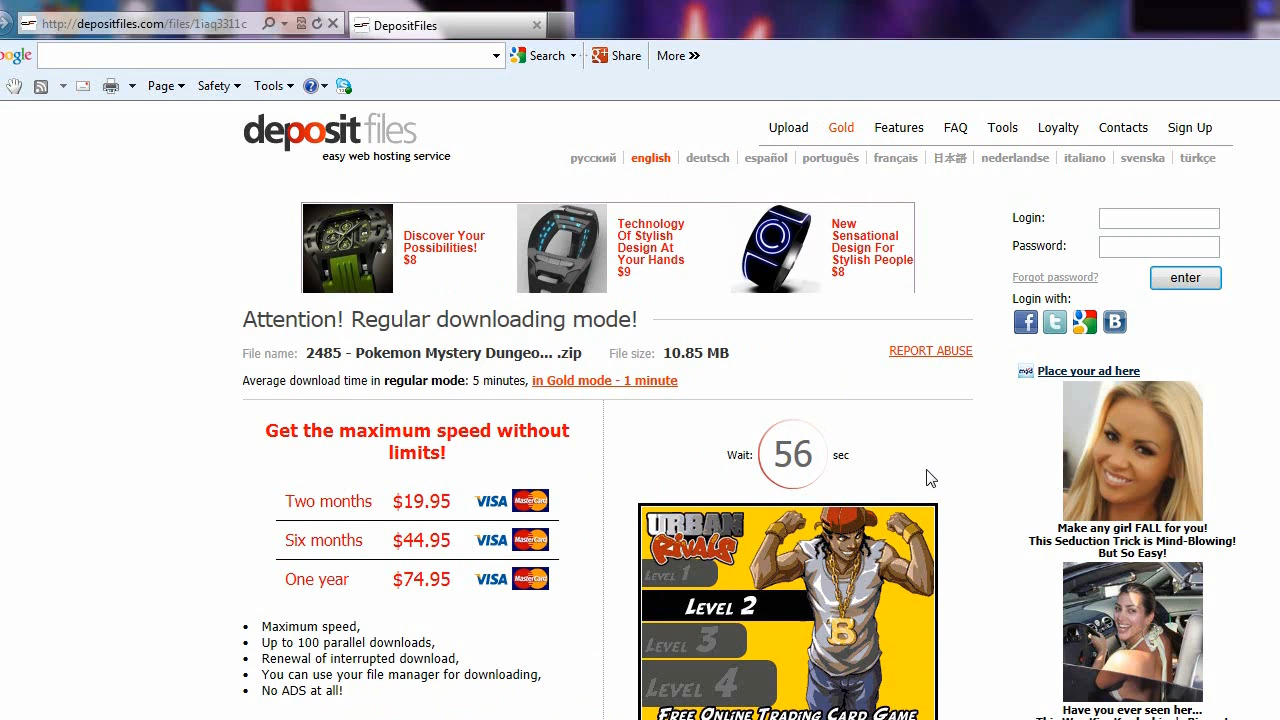 http://depositfiles.com/files/1iaq3311c
DepositFiles
Search
Share
More »
Page
Safety
Tools
depositfiles
easy web hosting service
Upload Gold Features FAQ Tools Loyalty Contacts Sign Up
русский english deutsch español português français 日本語 nederlandse italiano svenska türkçe
Discover Your
Possibilities!
$8
Technology
Of Stylish
Design At
Your Hands
$9
New
Sensational
Design For
Stylish People
$8
Login:
Password:
Forgot password?
enter
Login with:
Attention! Regular downloading mode!
File name: 2485 - Pokemon Mystery Dungeo... .zip File size: 10.85 MB
REPORT ABUSE
Average download time in regular mode: 5 minutes, in Gold mode - 1 minute
Get the maximum speed without
limits!
Two months $19.95 VISA MasterCard
Six months $44.95 VISA MasterCard
One year $74.95 VISA MasterCard
Maximum speed,
Up to 100 parallel downloads,
Renewal of interrupted download,
You can use your file manager for downloading,
No ADS at all!
Wait: 56 sec
URBAN
RIVALS
LEVEL 1
LEVEL 2
LEVEL 3
LEVEL 4
B
FREE ONLINE TRADING CARD GAME
Place your ad here
Make any girl FALL for you!
This Seduction Trick is Mind-Blowing!
But So Easy!
Have you ever seen her...